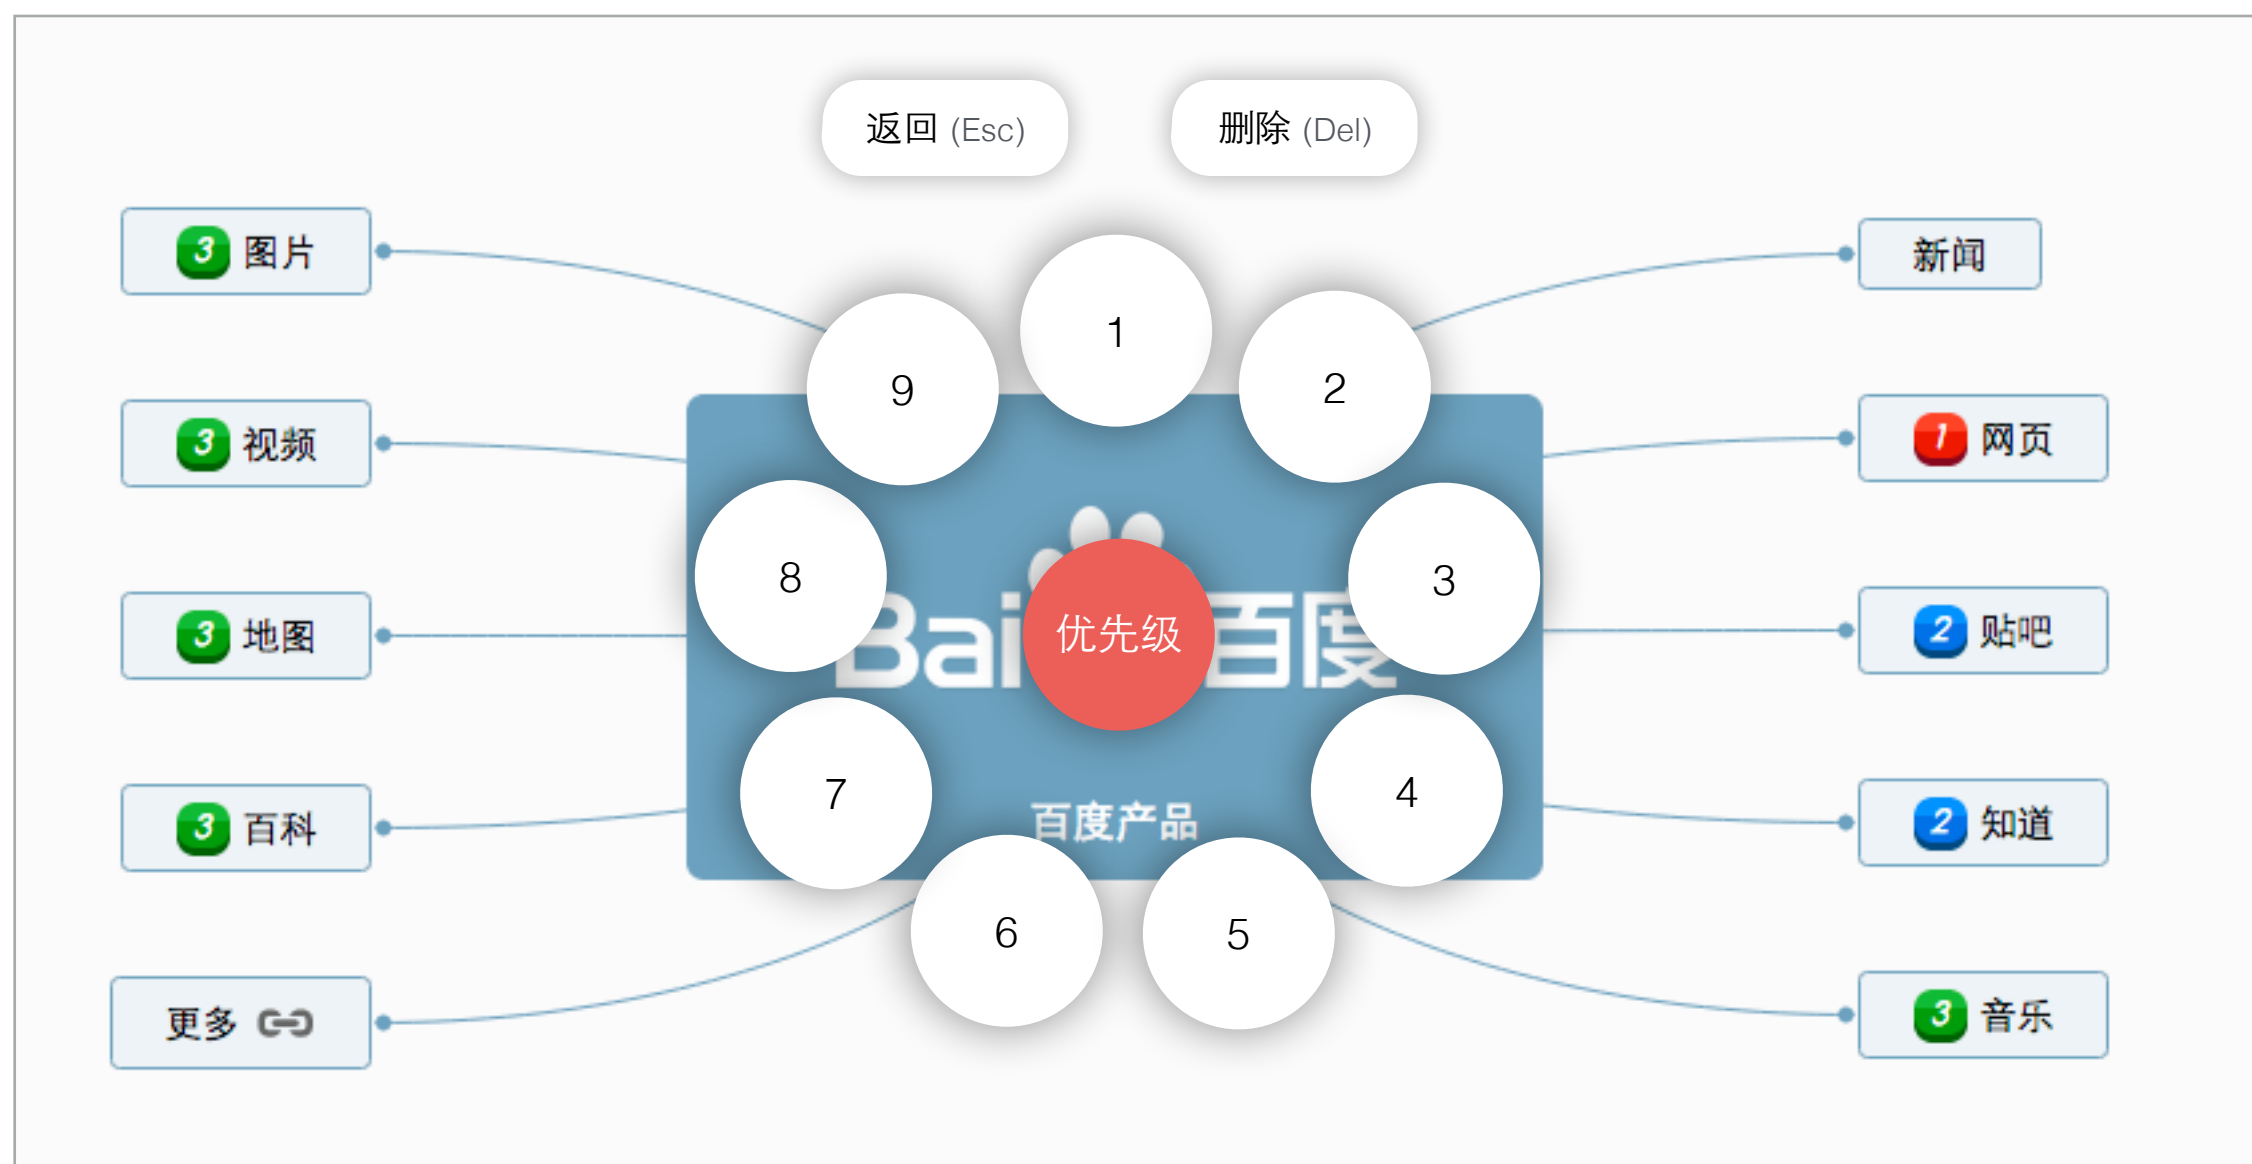 返回 (Esc)
删除 (Del)
3 图片
3 视频
3 地图
3 百科
更多
1
2
3
4
5
6
7
8
9
优先级
Bai 百度
百度产品
新闻
1 网页
2 贴吧
2 知道
3 音乐